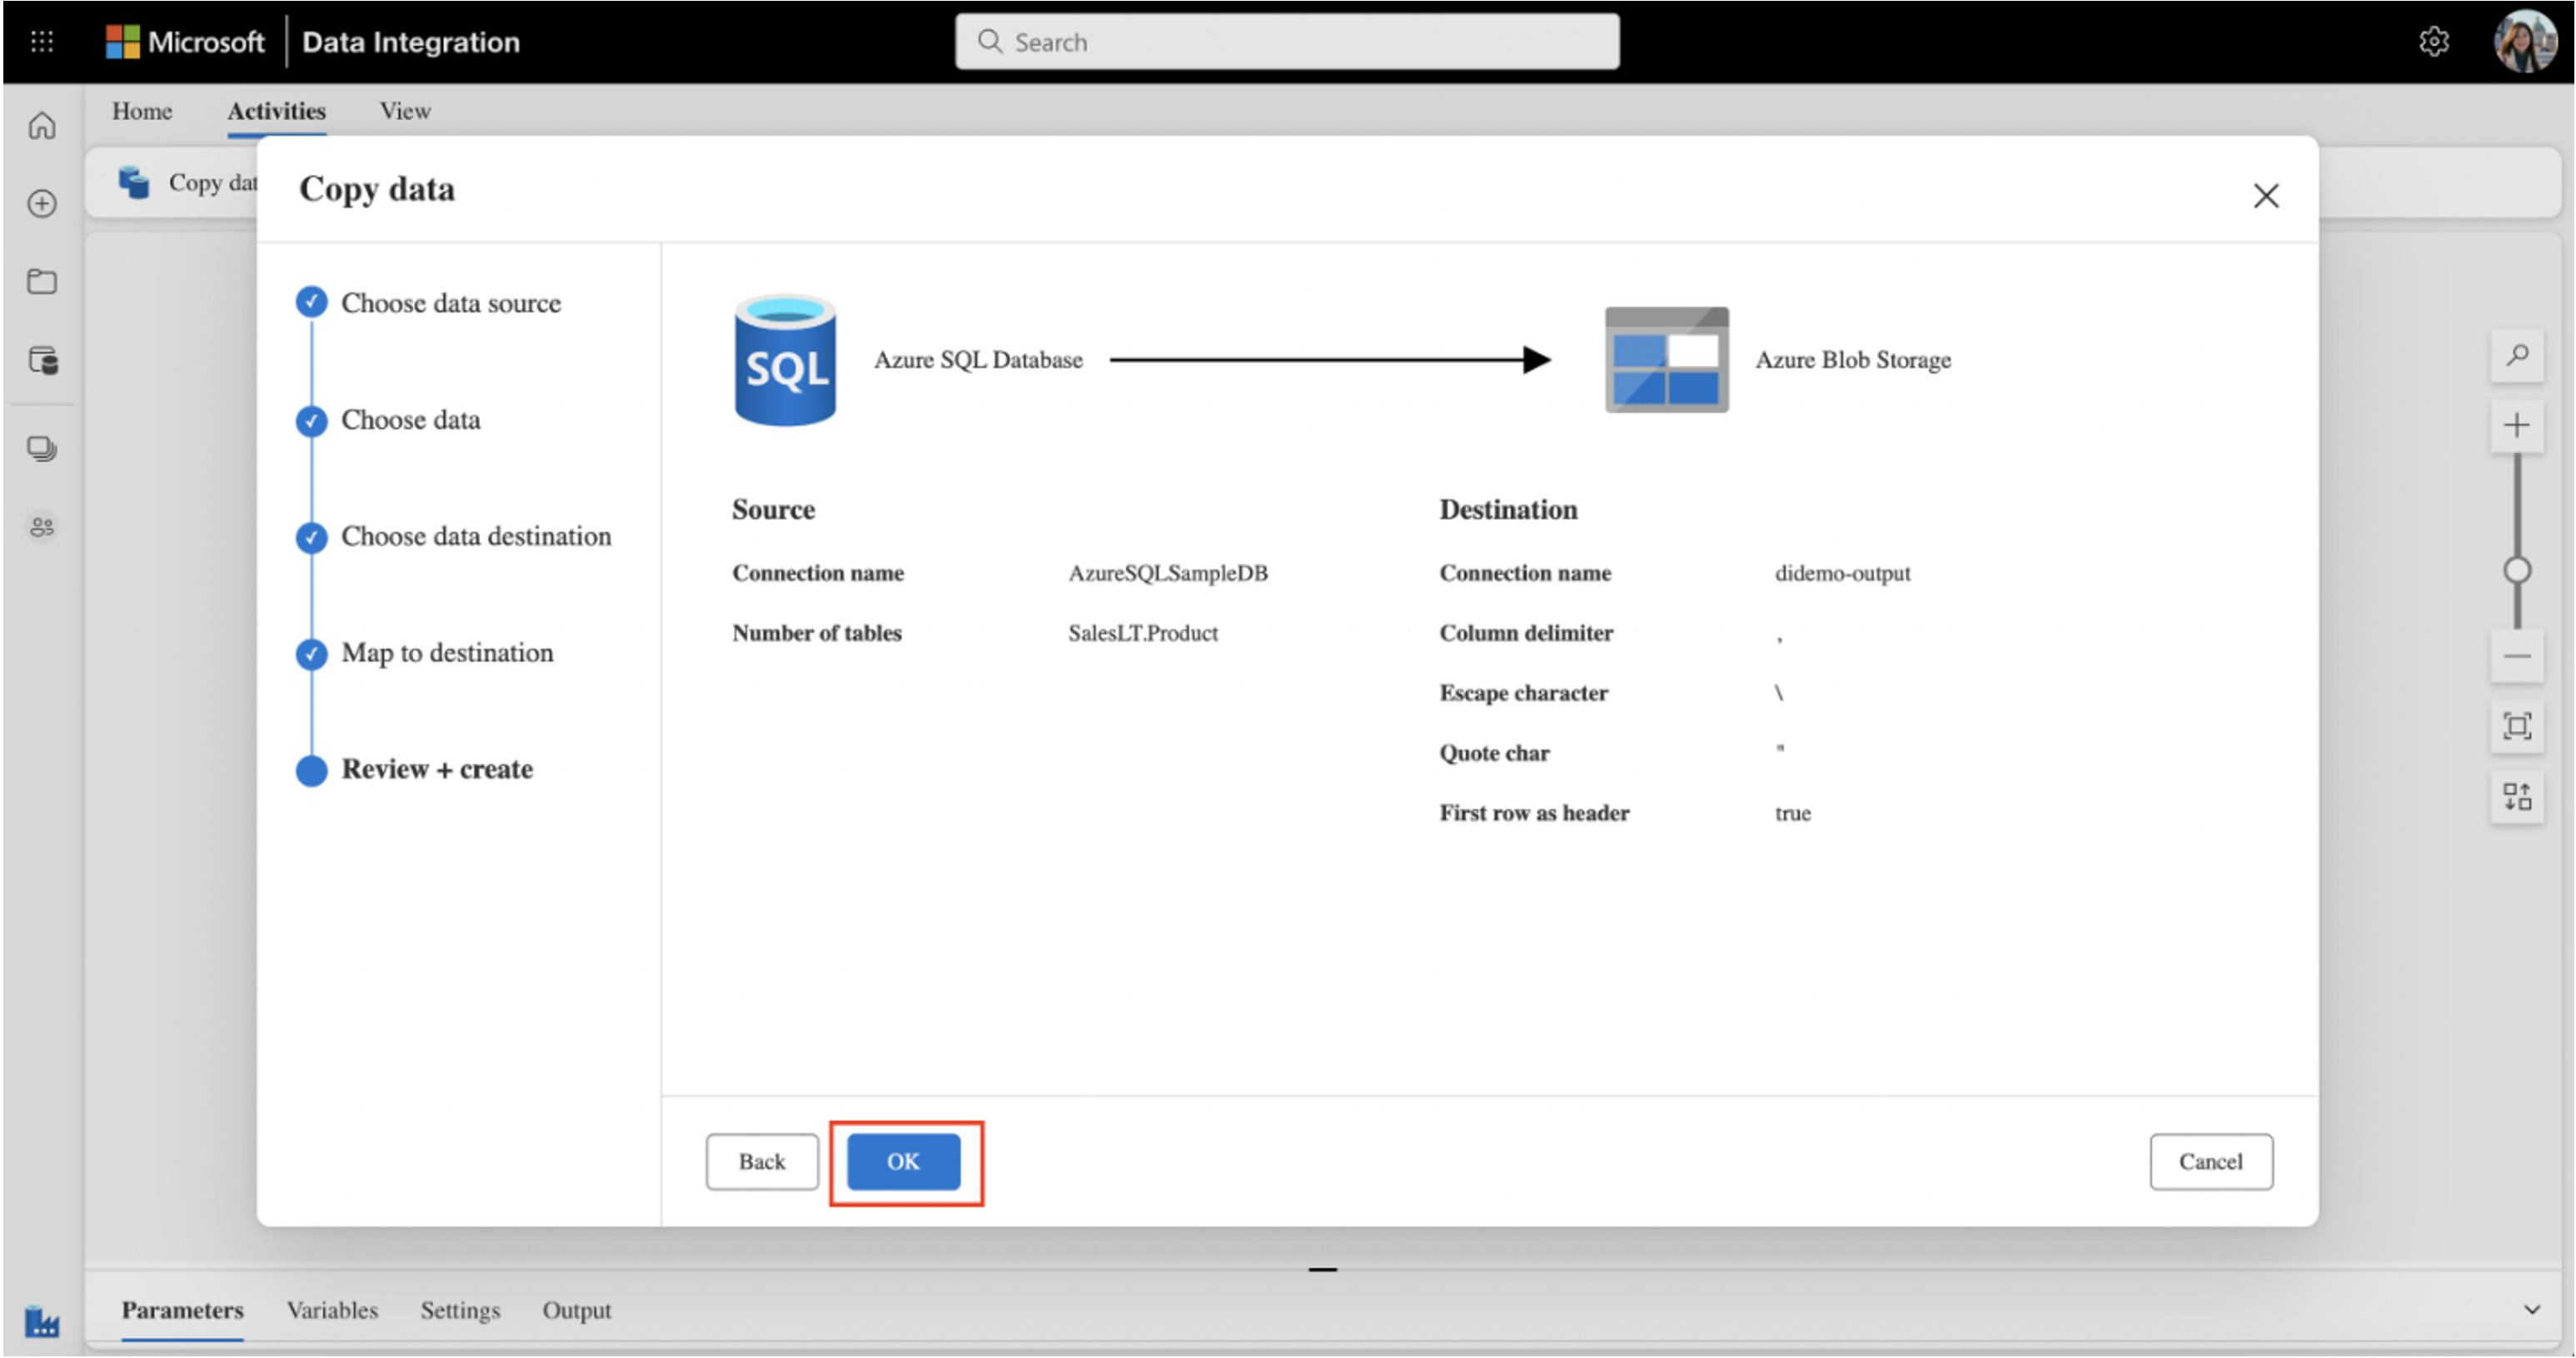 Microsoft Data Integration Search
Home Activities View
Copy dat
Copy data
Choose data source
Choose data
Choose data destination
Map to destination
Review + create
SQL Azure SQL Database Azure Blob Storage
Source Destination
Connection name AzureSQLSampleDB Connection name didemo-output
Number of tables SalesLT.Product Column delimiter ,
Escape character \
Quote char "
First row as header true
Back OK Cancel
Parameters Variables Settings Output